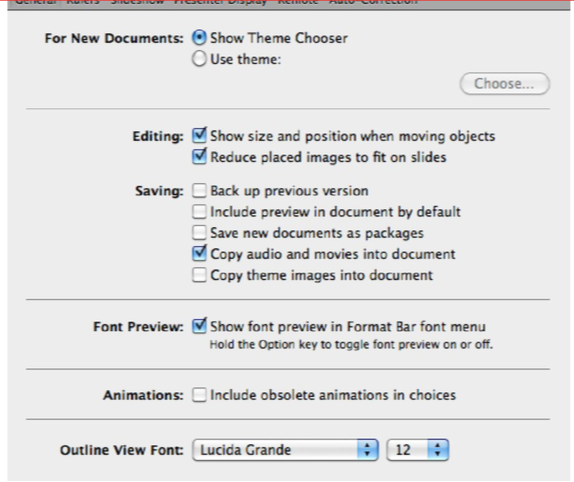 General Rulers Slideshow Presenter Display Remote Auto-Correction
For New Documents: Show Theme Chooser
Use theme:
Choose...
Editing: Show size and position when moving objects
Reduce placed images to fit on slides
Saving: Back up previous version
Include preview in document by default
Save new documents as packages
Copy audio and movies into document
Copy theme images into document
Font Preview: Show font preview in Format Bar font menu
Hold the Option key to toggle font preview on or off.
Animations: Include obsolete animations in choices
Outline View Font: Lucida Grande 12